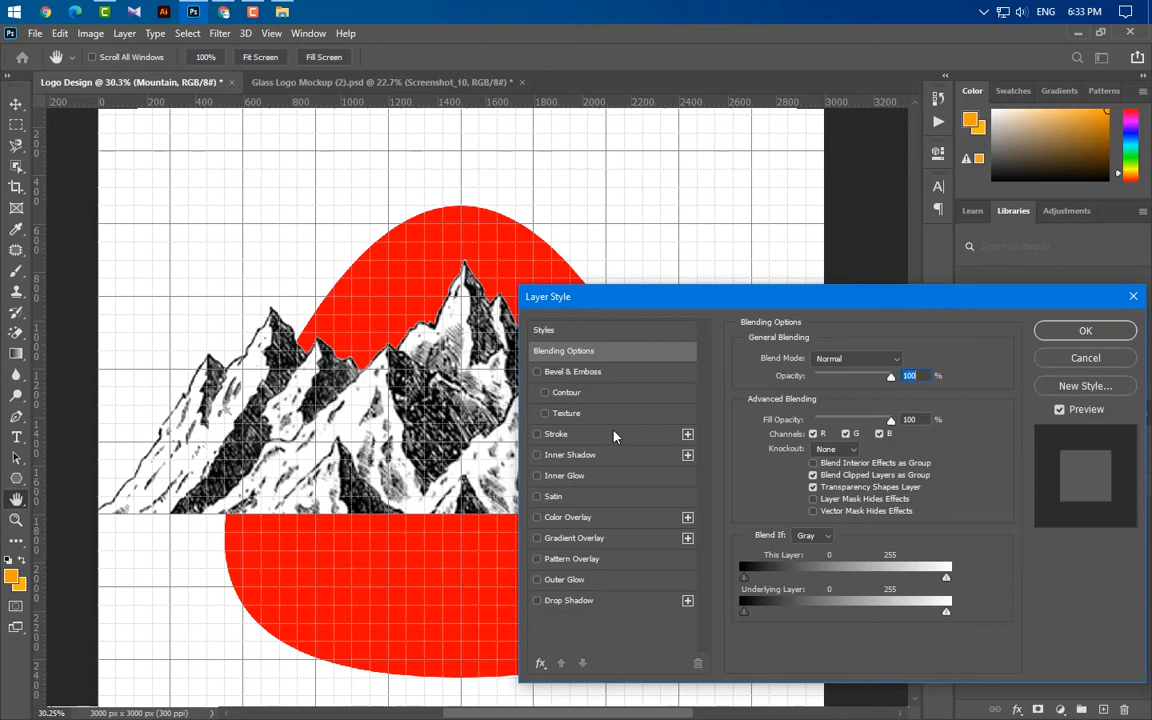 ENG 6:33 PM
File Edit Image Layer Type Select Filter 3D View Window Help
Scroll All Windows 100% Fit Screen Fill Screen
Logo Design @ 30.3% (Mountain, RGB/8#) * × Glass Logo Mockup (2).psd @ 22.7% (Screenshot_10, RGB/8#) * ×
Color Swatches Gradients Patterns
200 0 200 400 600 800 1000 1200 1400 1600 1800 2000 2200 2400 2600 2800 3000 3200
Learn Libraries Adjustments
Layer Style
Styles
Blending Options
Bevel & Emboss
Contour
Texture
Stroke
Inner Shadow
Inner Glow
Satin
Color Overlay
Gradient Overlay
Pattern Overlay
Outer Glow
Drop Shadow
fx
Blending Options
General Blending
Blend Mode: Normal
Opacity: 100 %
Advanced Blending
Fill Opacity: 100 %
Channels: R G B
Knockout: None
Blend Interior Effects as Group
Blend Clipped Layers as Group
Transparency Shapes Layer
Layer Mask Hides Effects
Vector Mask Hides Effects
Blend If: Gray
This Layer: 0 255
Underlying Layer: 0 255
OK
Cancel
New Style...
Preview
30.25% 3000 px x 3000 px (300 ppi)
fx